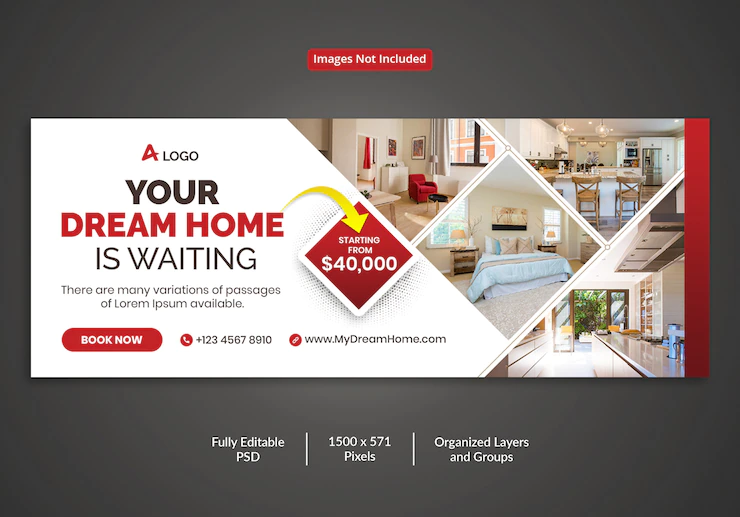 Images Not Included
LOGO
YOUR
DREAM HOME
IS WAITING
There are many variations of passages
of Lorem Ipsum available.
STARTING
FROM
$40,000
BOOK NOW
+123 4567 8910
www.MyDreamHome.com
Fully Editable
PSD
1500 x 571
Pixels
Organized Layers
and Groups